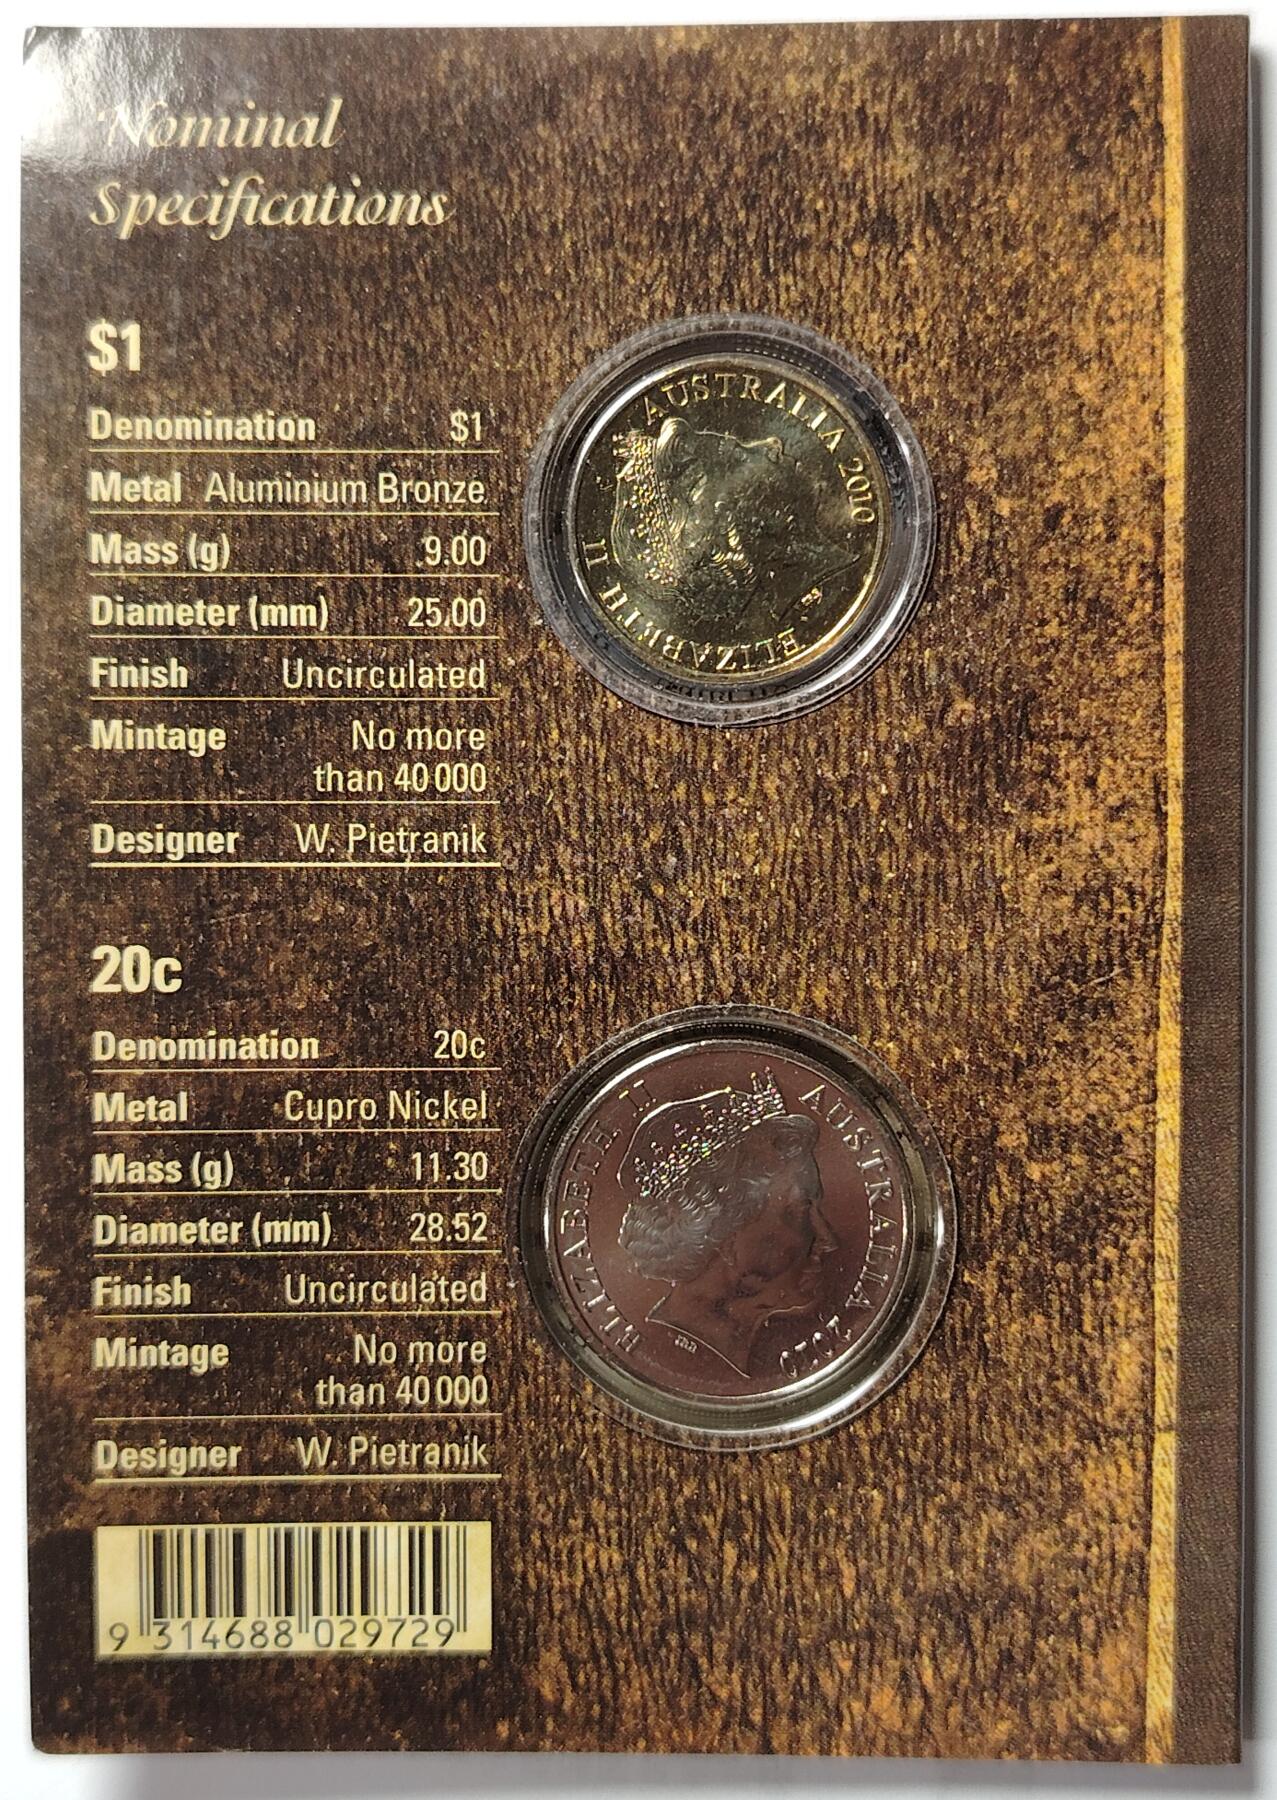 Nominal
Specifications
$1
Denomination $1
Metal Aluminium Bronze
Mass (g) 9.00
Diameter (mm) 25.00
Finish Uncirculated
Mintage No more
than 40 000
Designer W. Pietranik
20c
Denomination 20c
Metal Cupro Nickel
Mass (g) 11.30
Diameter (mm) 28.52
Finish Uncirculated
Mintage No more
than 40 000
Designer W. Pietranik
9 314688 029729
ELIZABETH II AUSTRALIA 2010
ELIZABETH II AUSTRALIA 2010
IRB